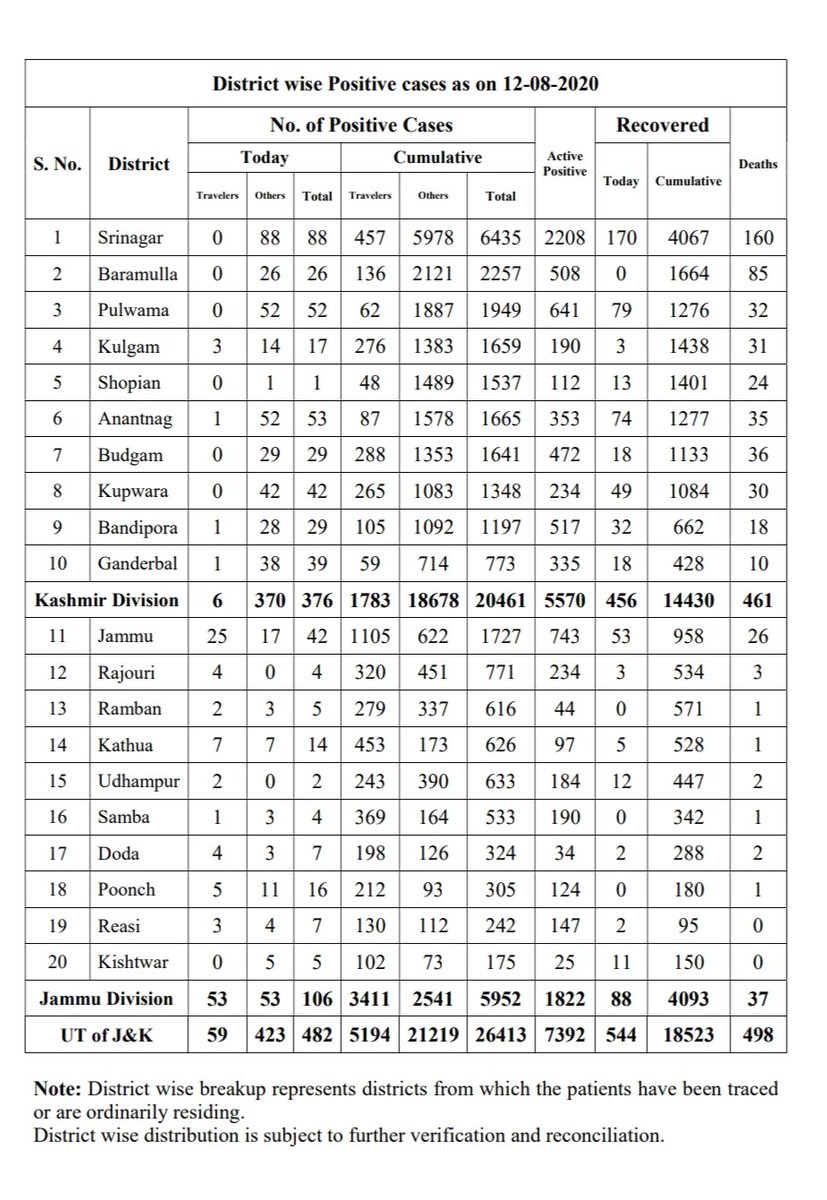 District wise Positive cases as on 12-08-2020
S. No. District No. of Positive Cases Active Positive Recovered Deaths
Today Cumulative Today Cumulative
Travelers Others Total Travelers Others Total
1 Srinagar 0 88 88 457 5978 6435 2208 170 4067 160
2 Baramulla 0 26 26 136 2121 2257 508 0 1664 85
3 Pulwama 0 52 52 62 1887 1949 641 79 1276 32
4 Kulgam 3 14 17 276 1383 1659 190 3 1438 31
5 Shopian 0 1 1 48 1489 1537 112 13 1401 24
6 Anantnag 1 52 53 87 1578 1665 353 74 1277 35
7 Budgam 0 29 29 288 1353 1641 472 18 1133 36
8 Kupwara 0 42 42 265 1083 1348 234 49 1084 30
9 Bandipora 1 28 29 105 1092 1197 517 32 662 18
10 Ganderbal 1 38 39 59 714 773 335 18 428 10
Kashmir Division 6 370 376 1783 18678 20461 5570 456 14430 461
11 Jammu 25 17 42 1105 622 1727 743 53 958 26
12 Rajouri 4 0 4 320 451 771 234 3 534 3
13 Ramban 2 3 5 279 337 616 44 0 571 1
14 Kathua 7 7 14 453 173 626 97 5 528 1
15 Udhampur 2 0 2 243 390 633 184 12 447 2
16 Samba 1 3 4 369 164 533 190 0 342 1
17 Doda 4 3 7 198 126 324 34 2 288 2
18 Poonch 5 11 16 212 93 305 124 0 180 1
19 Reasi 3 4 7 130 112 242 147 2 95 0
20 Kishtwar 0 5 5 102 73 175 25 11 150 0
Jammu Division 53 53 106 3411 2541 5952 1822 88 4093 37
UT of J&K 59 423 482 5194 21219 26413 7392 544 18523 498
Note: District wise breakup represents districts from which the patients have been traced
or are ordinarily residing.
District wise distribution is subject to further verification and reconciliation.